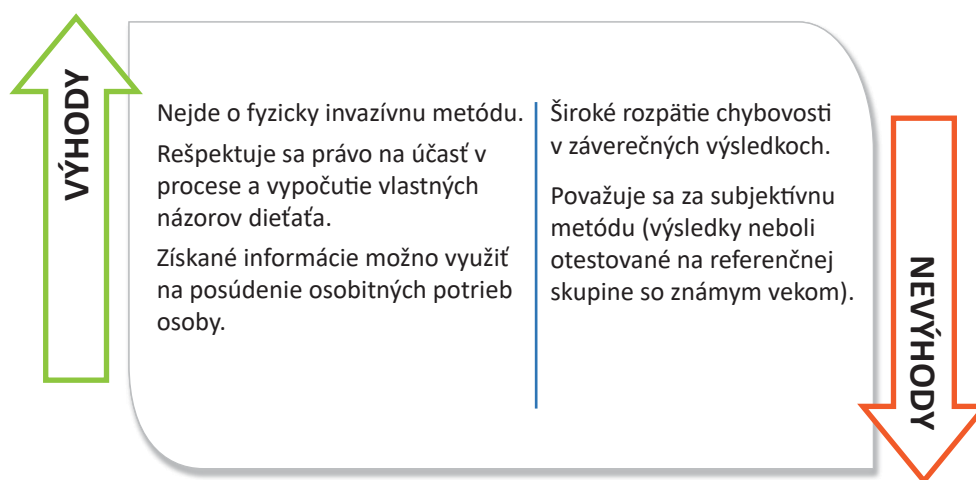 VÝHODY
Nejde o fyzicky invazívnu metódu.
Rešpektuje sa právo na účasť v
procese a vypočutie vlastných
názorov dieťaťa.
Získané informácie možno využiť
na posúdenie osobitných potrieb
osoby.
Široké rozpätie chybovosti
v záverečných výsledkoch.
Považuje sa za subjektívnu
metódu (výsledky neboli
otestované na referenčnej
skupine so známym vekom).
NEVÝHODY